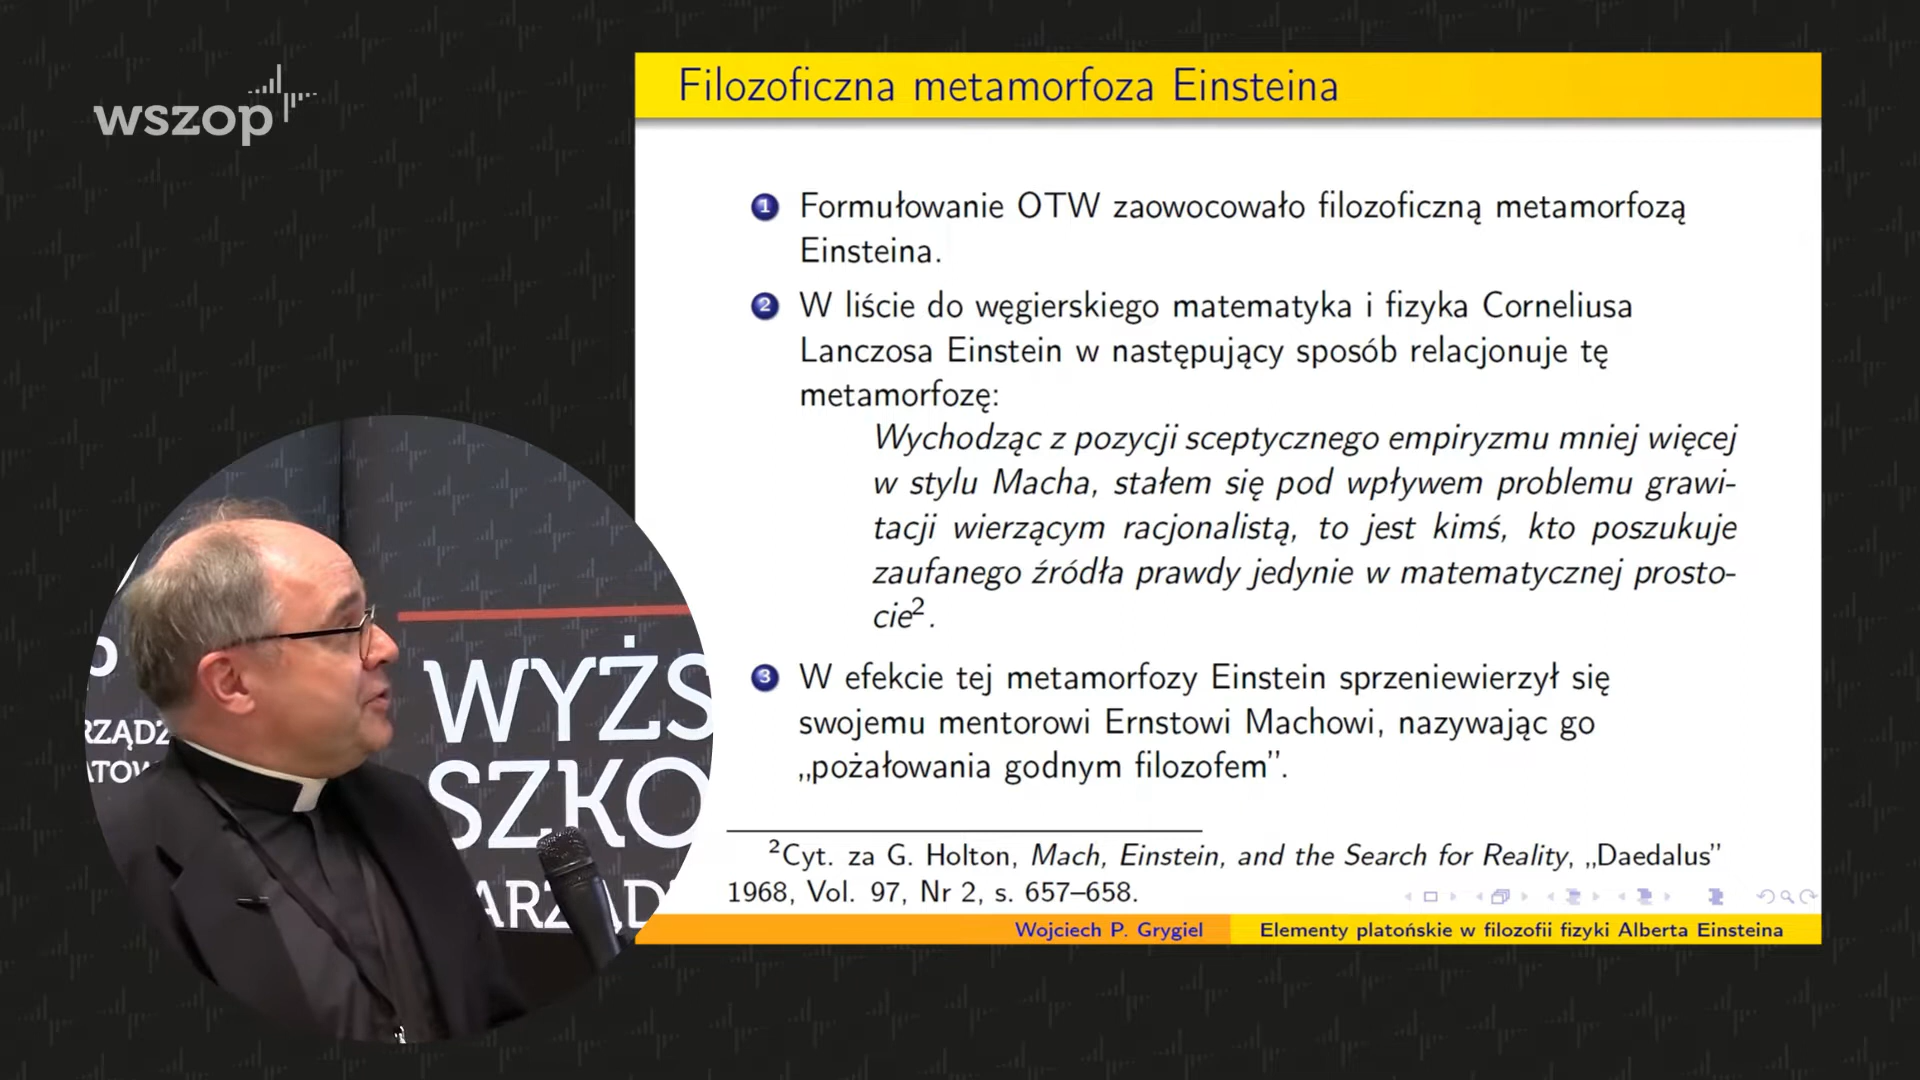 wszop
Filozoficzna metamorfoza Einsteina
1 Formułowanie OTW zaowocowało filozoficzną metamorfozą
Einsteina.
2 W liście do węgierskiego matematyka i fizyka Corneliusa
Lanczosa Einstein w następujący sposób relacjonuje tę
metamorfozę:
Wychodząc z pozycji sceptycznego empiryzmu mniej więcej
w stylu Macha, stałem się pod wpływem problemu grawi-
tacji wierzącym racjonalistą, to jest kimś, kto poszukuje
zaufanego źródła prawdy jedynie w matematycznej prosto-
cie².
3 W efekcie tej metamorfozy Einstein sprzeniewierzył się
swojemu mentorowi Ernstowi Machowi, nazywając go
„pożałowania godnym filozofem”.
²Cyt. za G. Holton, Mach, Einstein, and the Search for Reality, „Daedalus”
1968, Vol. 97, Nr 2, s. 657–658.
Wojciech P. Grygiel
Elementy platońskie w filozofii fizyki Alberta Einsteina
WYŻS
SZKO
ARZĄD
P
RZĄDZ
ATOW